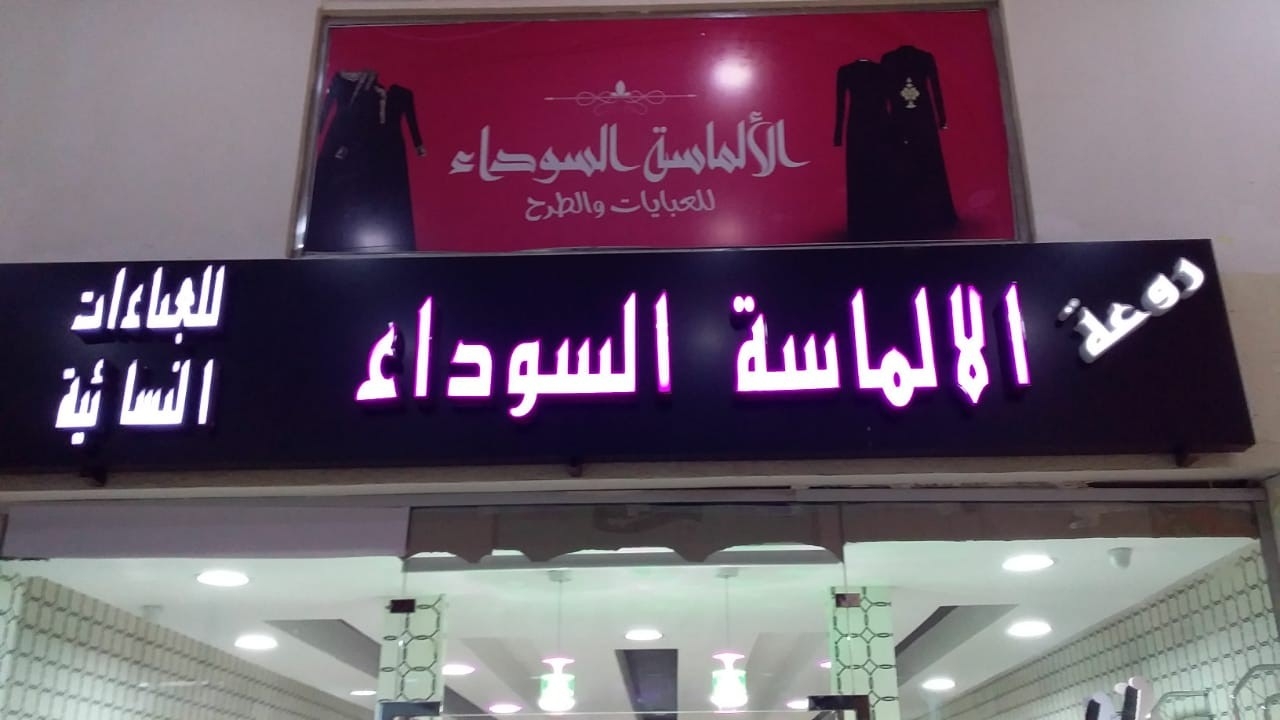 الألماسة السوداء
للعبايات والطرح
روعة الالماسة السوداء
للعباءات
النسائية